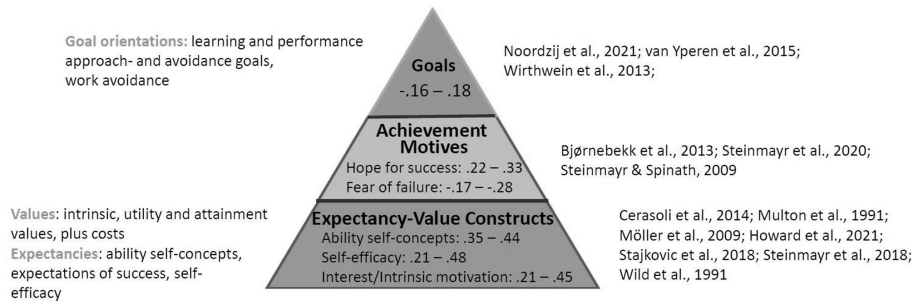 Goal orientations: learning and performance
approach- and avoidance goals,
work avoidance
Goals
-.16 – .18
Noordzij et al., 2021; van Yperen et al., 2015;
Wirthwein et al., 2013;
Achievement
Motives
Hope for success: .22 – .33
Fear of failure: -.17 – -.28
Bjørnebekk et al., 2013; Steinmayr et al., 2020;
Steinmayr & Spinath, 2009
Values: intrinsic, utility and attainment
values, plus costs
Expectancies: ability self-concepts,
expectations of success, self-
efficacy
Expectancy-Value Constructs
Ability self-concepts: .35 – .44
Self-efficacy: .21 – .48
Interest/Intrinsic motivation: .21 – .45
Cerasoli et al., 2014; Multon et al., 1991;
Möller et al., 2009; Howard et al., 2021;
Stajkovic et al., 2018; Steinmayr et al., 2018;
Wild et al., 1991